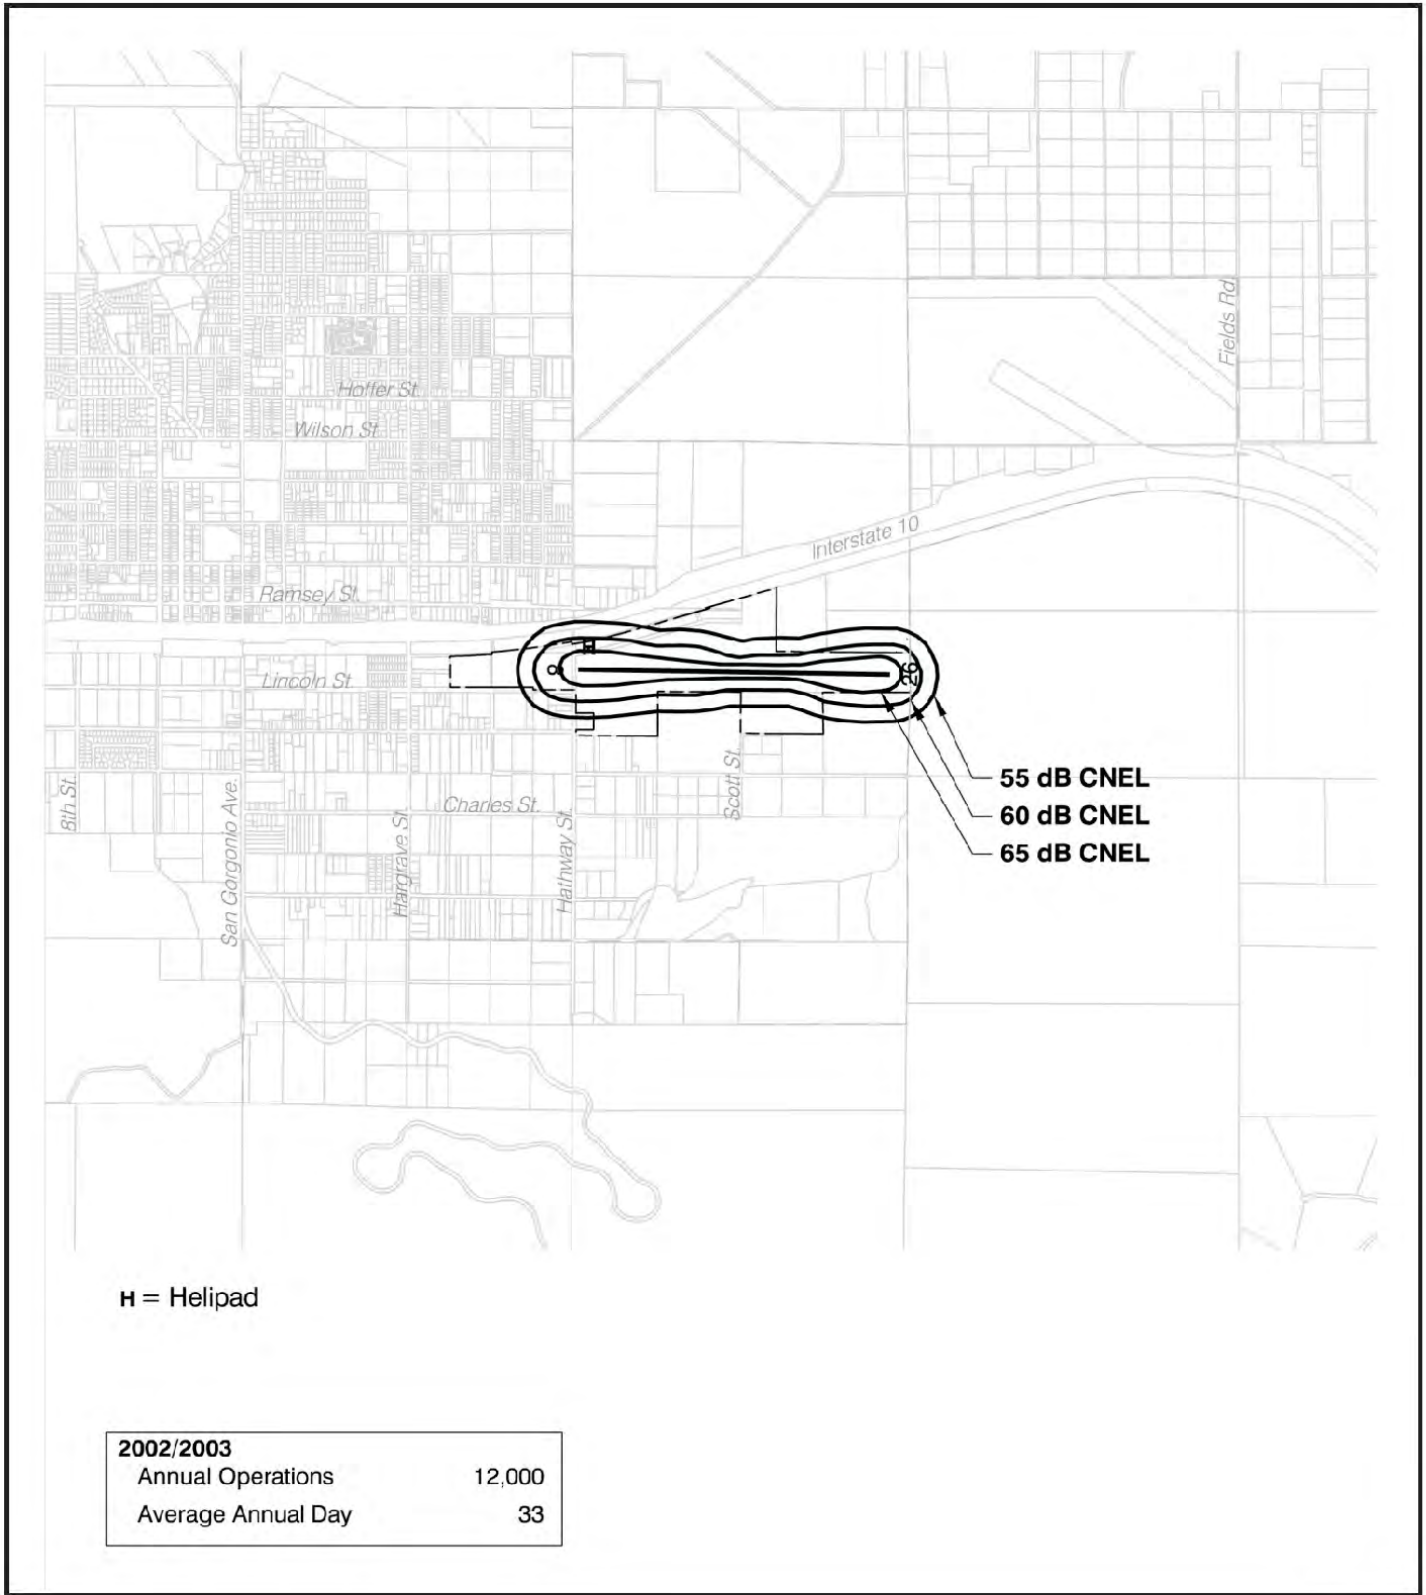 Fields Rd.
Hoffer St.
Wilson St.
Interstate 10
Ramsey St.
H
8
26
Lincoln St.
8th St.
San Gorgonio Ave.
Hargrave St.
Charles St.
Hathway St.
Scott St.
55 dB CNEL
60 dB CNEL
65 dB CNEL
H = Helipad
2002/2003
Annual Operations 12,000
Average Annual Day 33